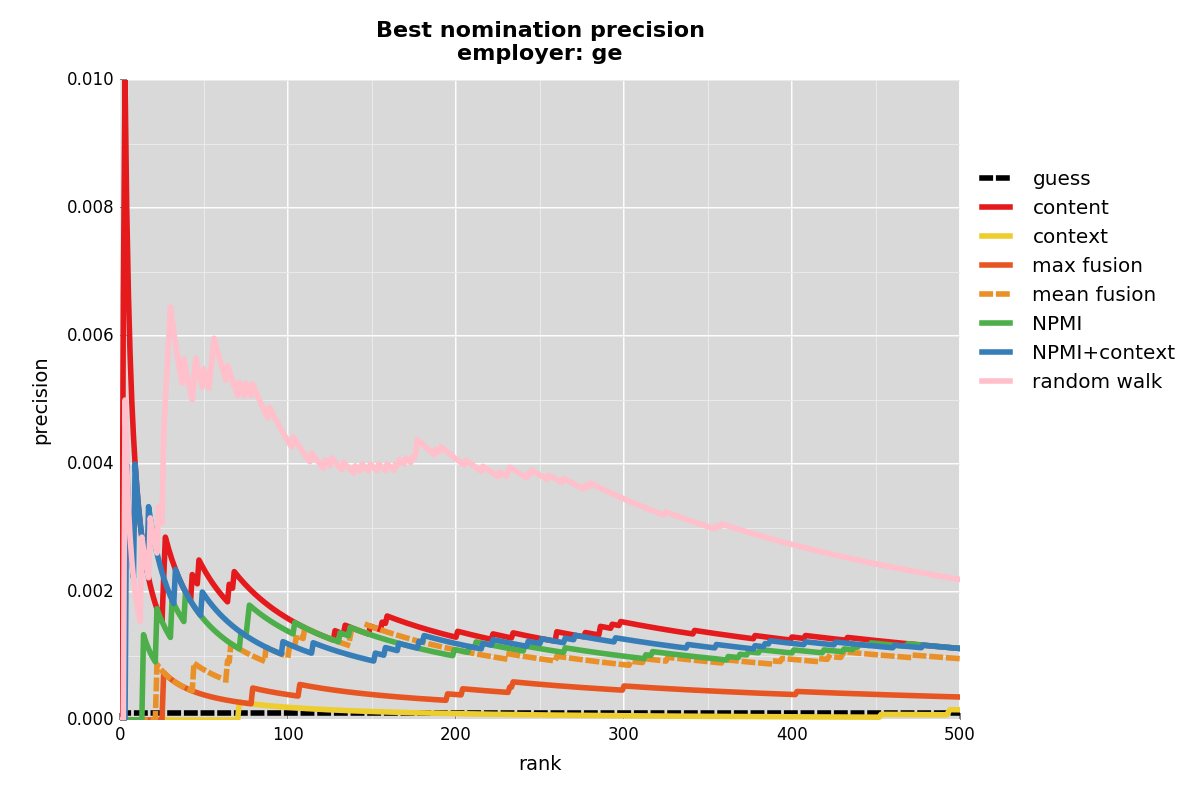 Best nomination precision
employer: ge
0.010
0.008
0.006
0.004
0.002
0.000
precision
0
100
200
300
400
500
rank
guess
content
context
max fusion
mean fusion
NPMI
NPMI+context
random walk